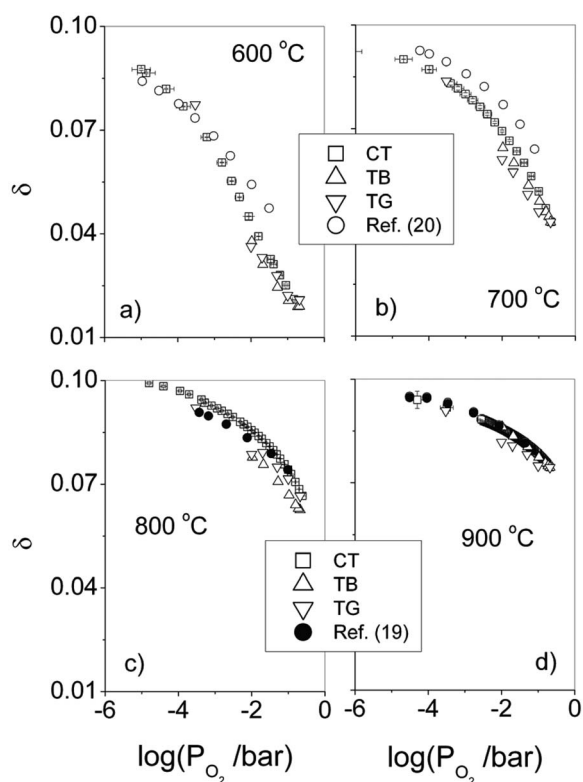 0.10
0.07
0.04
0.01
δ
600 °C
a)
700 °C
b)
CT
TB
TG
Ref. (20)
0.10
0.07
0.04
0.01
δ
800 °C
c)
900 °C
d)
CT
TB
TG
Ref. (19)
-6 -4 -2 0
-6 -4 -2 0
log(P_O₂ /bar)
log(P_O₂ /bar)